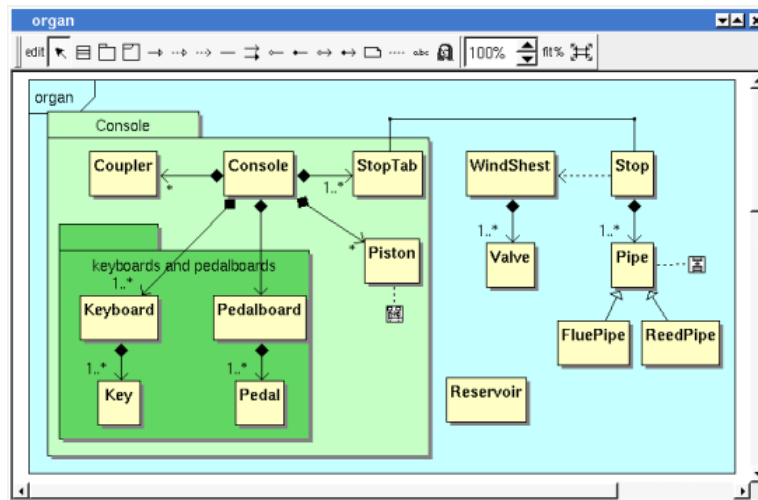 organ
edit abc 100% fit%
organ
Console
Coupler
*
Console
1..*
StopTab
WindShest
Stop
1..*
Valve
1..*
Pipe
*
Piston
keyboards and pedalboards
1..*
Keyboard
Pedalboard
FluePipe
ReedPipe
1..*
Key
1..*
Pedal
Reservoir